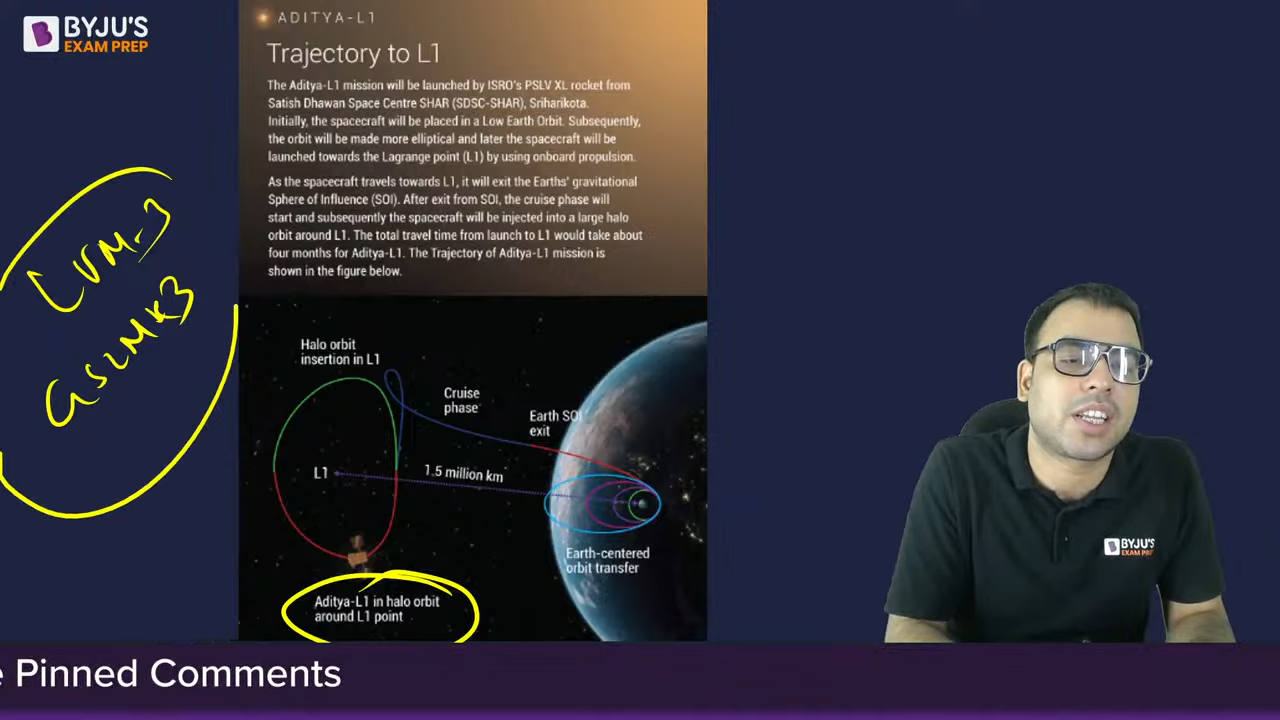 BYJU'S
EXAM PREP
ADITYA-L1
Trajectory to L1
The Aditya-L1 mission will be launched by ISRO's PSLV XL rocket from
Satish Dhawan Space Centre SHAR (SDSC-SHAR), Sriharikota.
Initially, the spacecraft will be placed in a Low Earth Orbit. Subsequently,
the orbit will be made more elliptical and later the spacecraft will be
launched towards the Lagrange point (L1) by using onboard propulsion.
As the spacecraft travels towards L1, it will exit the Earths' gravitational
Sphere of Influence (SOI). After exit from SOI, the cruise phase will
start and subsequently the spacecraft will be injected into a large halo
orbit around L1. The total travel time from launch to L1 would take about
four months for Aditya-L1. The Trajectory of Aditya-L1 mission is
shown in the figure below.
LVM-3
Halo orbit
insertion in L1
Cruise
phase
Earth SOI
exit
L1
1.5 million km
Earth-centered
orbit transfer
Aditya-L1 in halo orbit
around L1 point
BYJU'S
EXAM PREP
e Pinned Comments